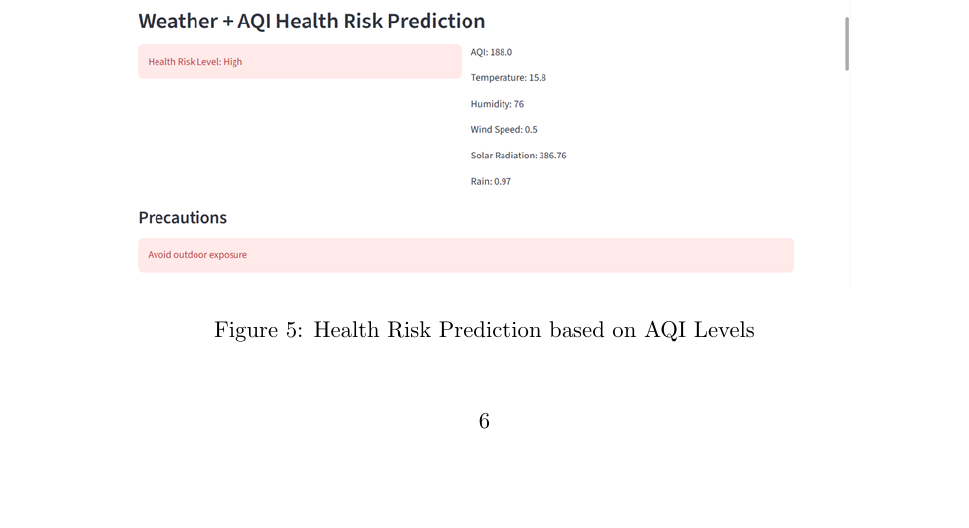 Weather + AQI Health Risk Prediction
Health Risk Level: High
AQI: 188.0
Temperature: 15.8
Humidity: 76
Wind Speed: 0.5
Solar Radiation: 386.76
Rain: 0.97
Precautions
Avoid outdoor exposure
Figure 5: Health Risk Prediction based on AQI Levels
6